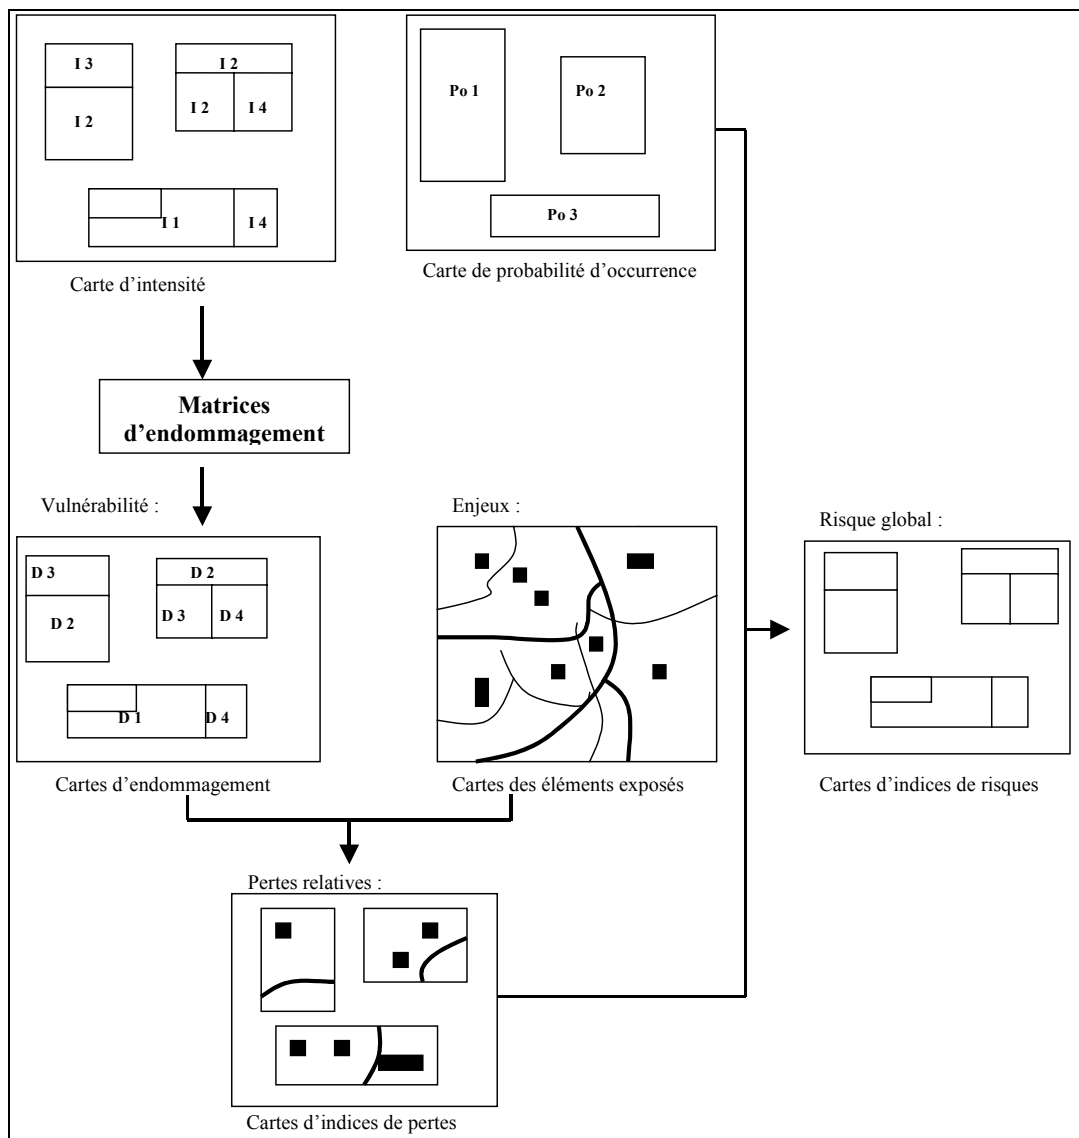 I 3
I 2
I 2
I 2
I 4
I 1
I 4
Carte d’intensité
Po 1
Po 2
Po 3
Carte de probabilité d’occurrence
Matrices
d’endommagement
Vulnérabilité :
D 3
D 2
D 2
D 3
D 4
D 1
D 4
Cartes d’endommagement
Enjeux :
Cartes des éléments exposés
Risque global :
Cartes d’indices de risques
Pertes relatives :
Cartes d’indices de pertes